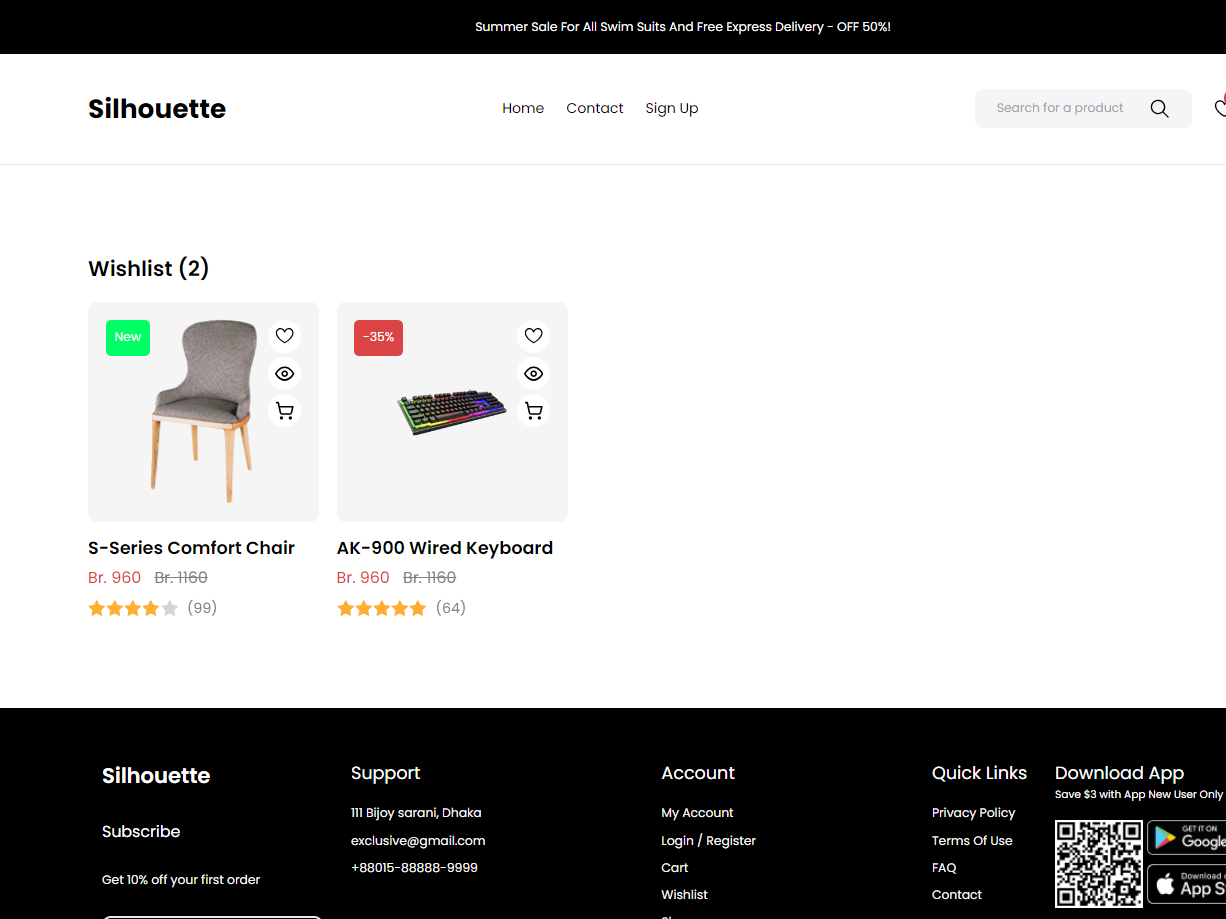 Summer Sale For All Swim Suits And Free Express Delivery - OFF 50%!
Silhouette
Home Contact Sign Up
Search for a product
Wishlist (2)
New
-35%
S-Series Comfort Chair
Br. 960 Br. 1160
(99)
AK-900 Wired Keyboard
Br. 960 Br. 1160
(64)
Silhouette
Subscribe
Get 10% off your first order
Support
111 Bijoy sarani, Dhaka
exclusive@gmail.com
+88015-88888-9999
Account
My Account
Login / Register
Cart
Wishlist
Quick Links
Privacy Policy
Terms Of Use
FAQ
Contact
Download App
Save $3 with App New User Only
GET IT ON
Google
Download
App S